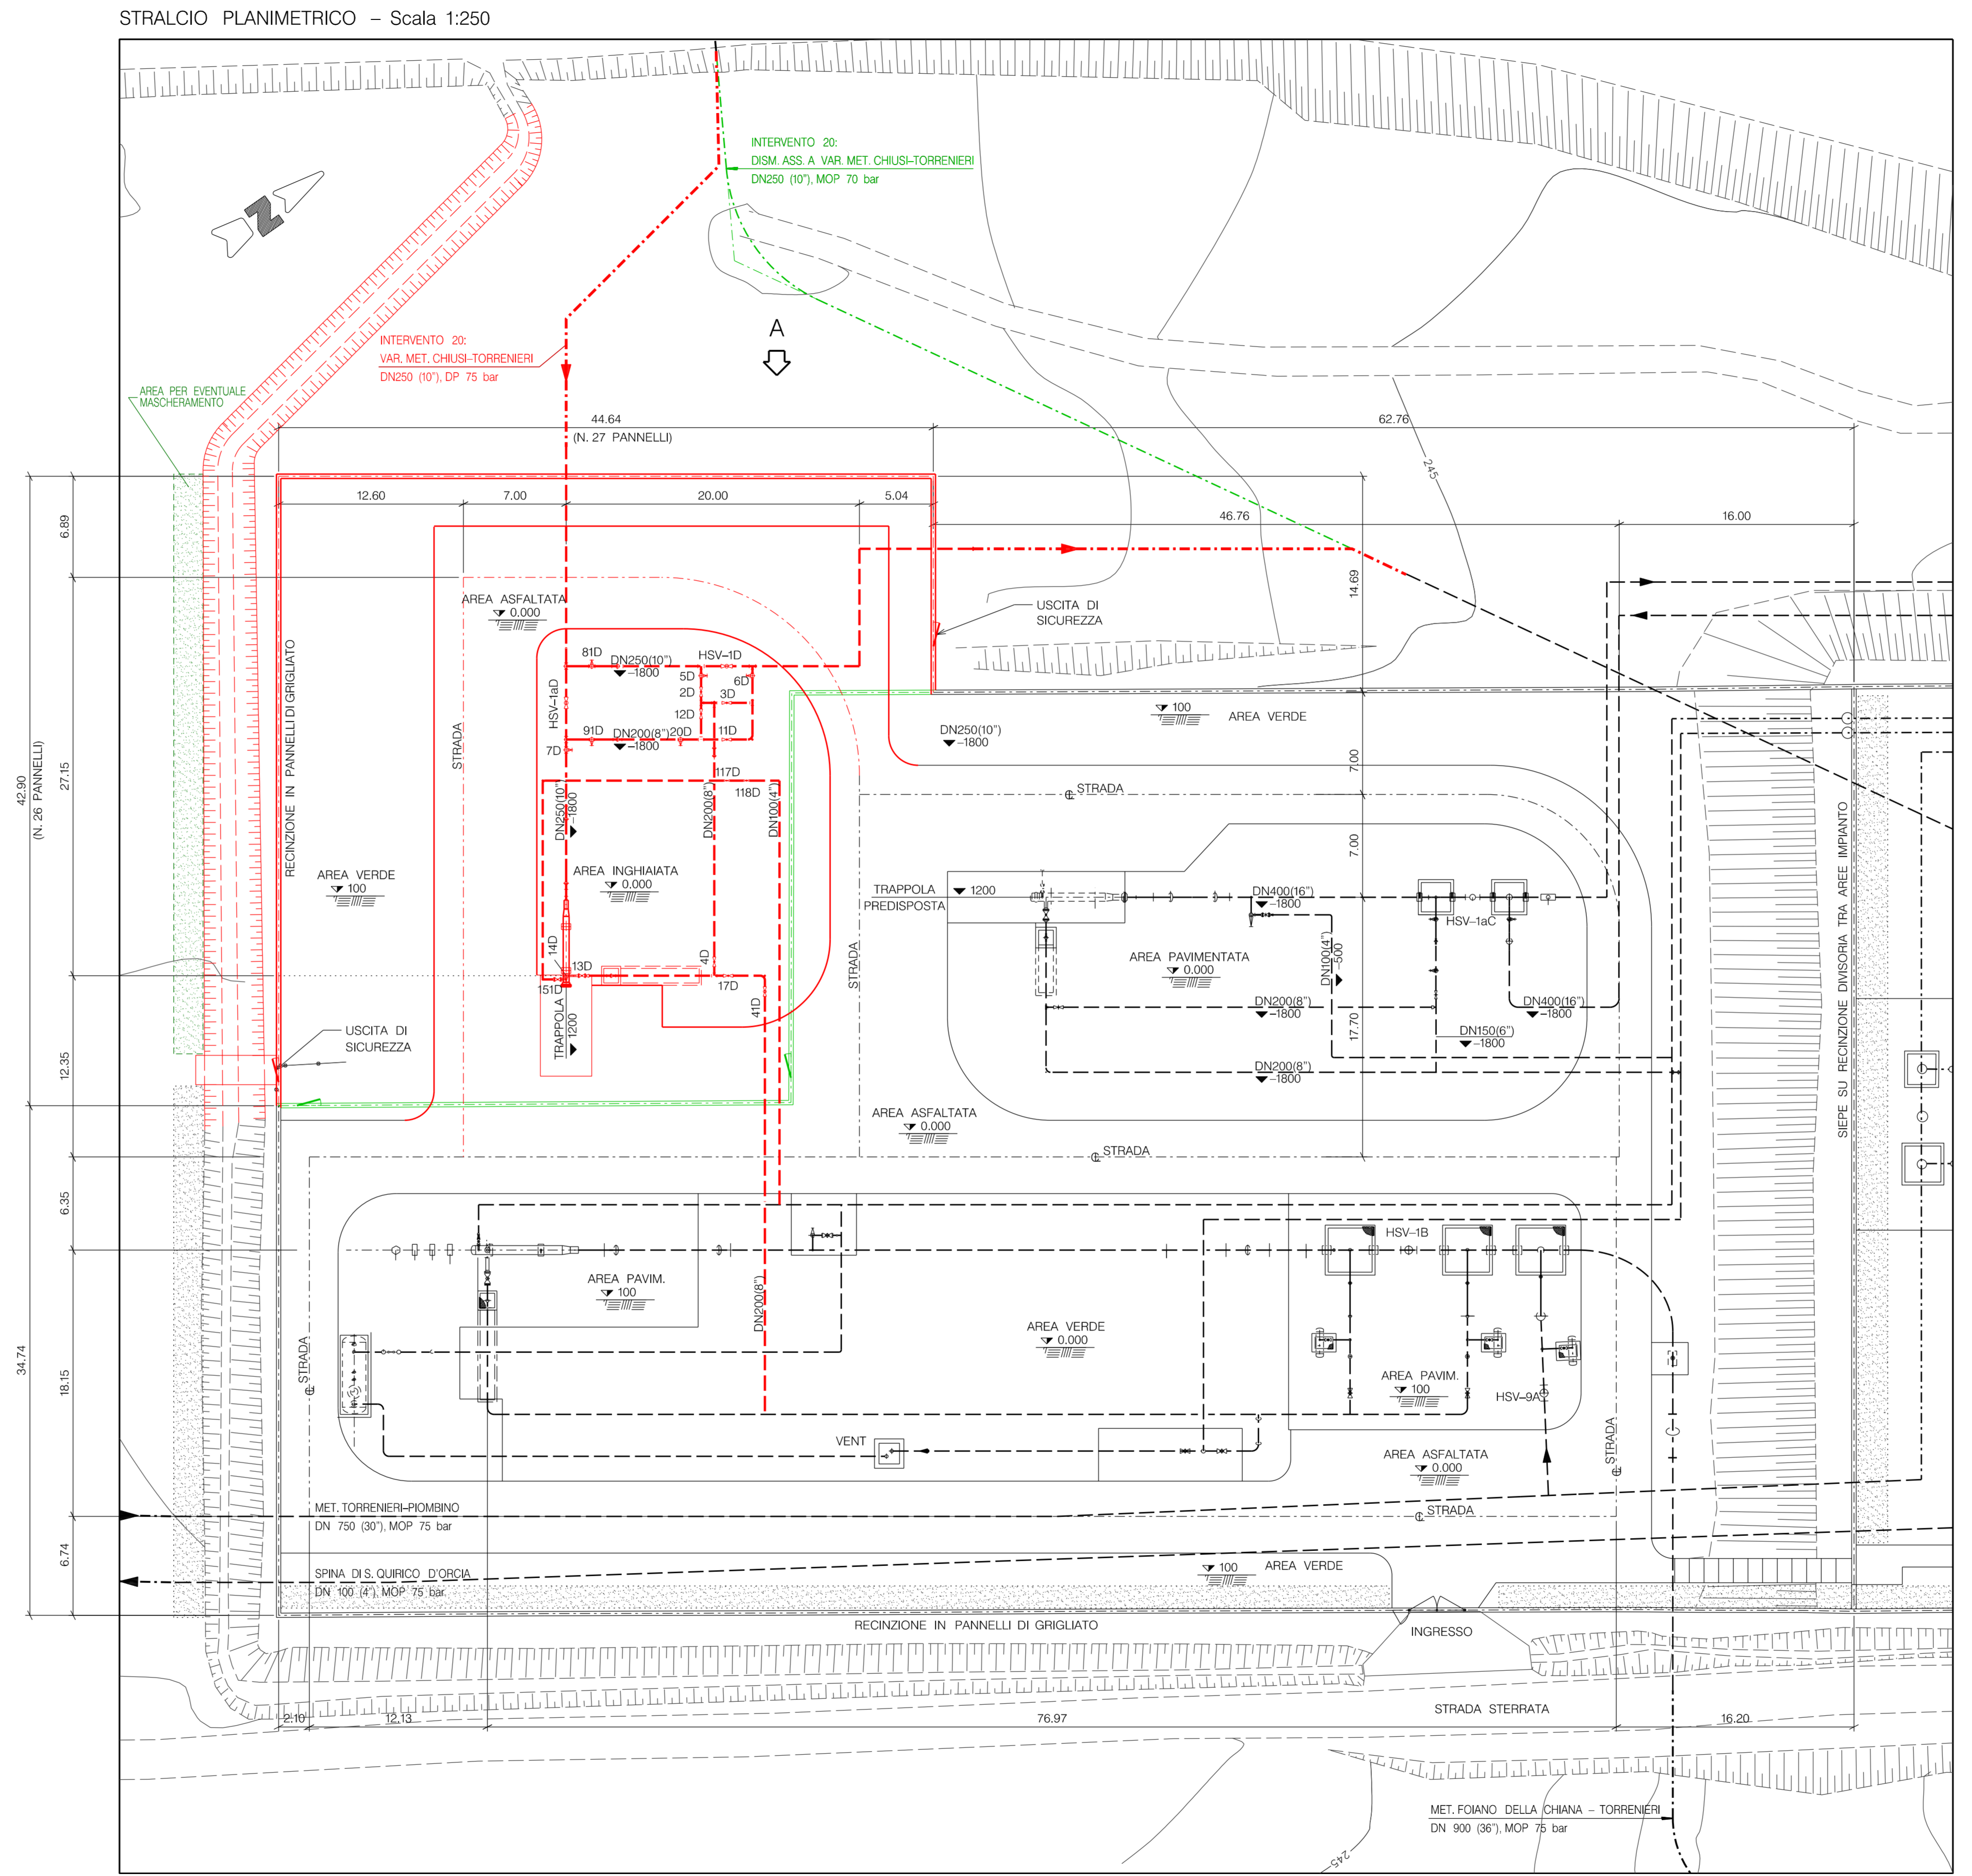 STRALCIO PLANIMETRICO – Scala 1:250
INTERVENTO 20:
DISM. ASS. A VAR. MET. CHIUSI–TORRENIERI
DN250 (10"), MOP 70 bar
N
A
INTERVENTO 20:
VAR. MET. CHIUSI–TORRENIERI
DN250 (10"), DP 75 bar
AREA PER EVENTUALE
MASCHERAMENTO
44.64
(N. 27 PANNELLI)
62.76
245
12.60
7.00
20.00
5.04
46.76
16.00
6.89
14.69
AREA ASFALTATA
0.000
USCITA DI
SICUREZZA
RECINZIONE IN PANNELLI DI GRIGLIATO
81D
DN250(10")
–1800
HSV–1D
5D
6D
2D
3D
HSV–1aD
12D
91D
DN200(8")
–1800
20D
11D
7D
100
AREA VERDE
DN250(10")
–1800
STRADA
42.90
(N. 26 PANNELLI)
27.15
7.00
117D
118D
DN250(10")
–1800
DN200(8")
DN100(4")
STRADA
7.00
SIEPE SU RECINZIONE DIVISORIA TRA AREE IMPIANTO
AREA VERDE
100
AREA INGHIAIATA
0.000
TRAPPOLA
PREDISPOSTA
1200
DN400(16")
–1800
HSV–1aC
14D
13D
4D
151D
17D
41D
STRADA
AREA PAVIMENTATA
0.000
DN100(4")
–500
DN200(8")
–1800
DN400(16")
–1800
17.70
DN150(6")
–1800
DN200(8")
–1800
USCITA DI
SICUREZZA
TRAPPOLA
1200
12.35
AREA ASFALTATA
0.000
STRADA
6.35
HSV–1B
AREA PAVIM.
100
DN200(8")
AREA VERDE
0.000
STRADA
34.74
18.15
AREA PAVIM.
100
HSV–9A
VENT
AREA ASFALTATA
0.000
STRADA
MET. TORRENIERI–PIOMBINO
DN 750 (30"), MOP 75 bar
STRADA
6.74
SPINA DI S. QUIRICO D'ORCIA
DN 100 (4"), MOP 75 bar
100
AREA VERDE
RECINZIONE IN PANNELLI DI GRIGLIATO
INGRESSO
STRADA STERRATA
2.10
12.13
76.97
16.20
MET. FOIANO DELLA CHIANA – TORRENIERI
DN 900 (36"), MOP 75 bar
245